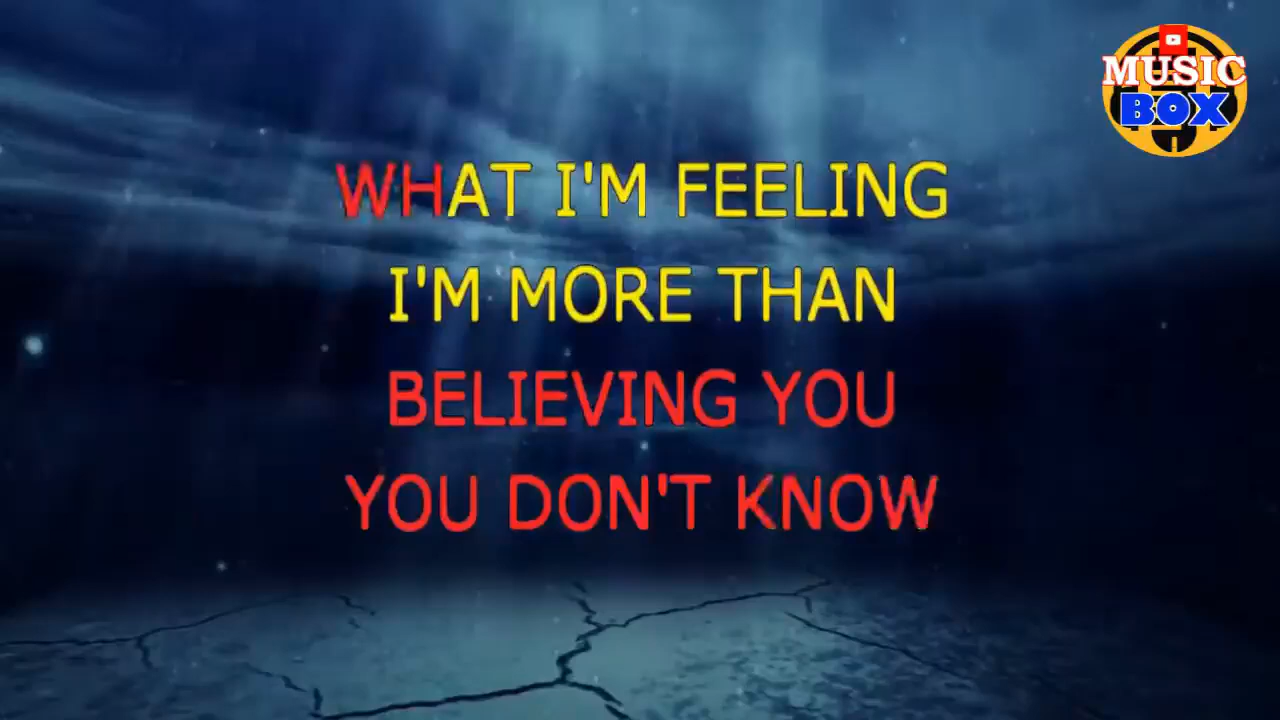 MUSIC
BOX
WHAT I'M FEELING
I'M MORE THAN
BELIEVING YOU
YOU DON'T KNOW